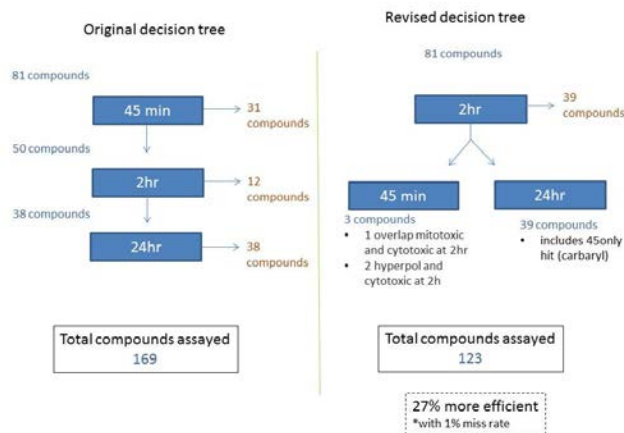 Original decision tree
81 compounds
45 min
31
compounds
50 compounds
2hr
12
compounds
38 compounds
24hr
38
compounds
Total compounds assayed
169
Revised decision tree
81 compounds
2hr
39
compounds
45 min
24hr
3 compounds
• 1 overlap mitotoxic
and cytotoxic at 2hr
• 2 hyperpol and
cytotoxic at 2h
39 compounds
• includes 45only
hit (carbaryl)
Total compounds assayed
123
27% more efficient
*with 1% miss rate